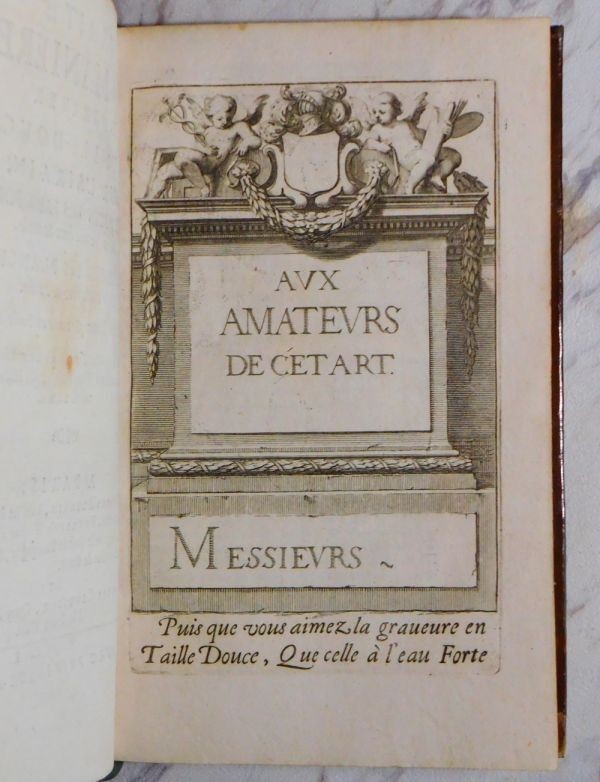 AVX
AMATEVRS
DE CÉT ART.
MESSIEVRS ~
Puis que vous aimez la graueure en
Taille Douce, Que celle à l'eau Forte